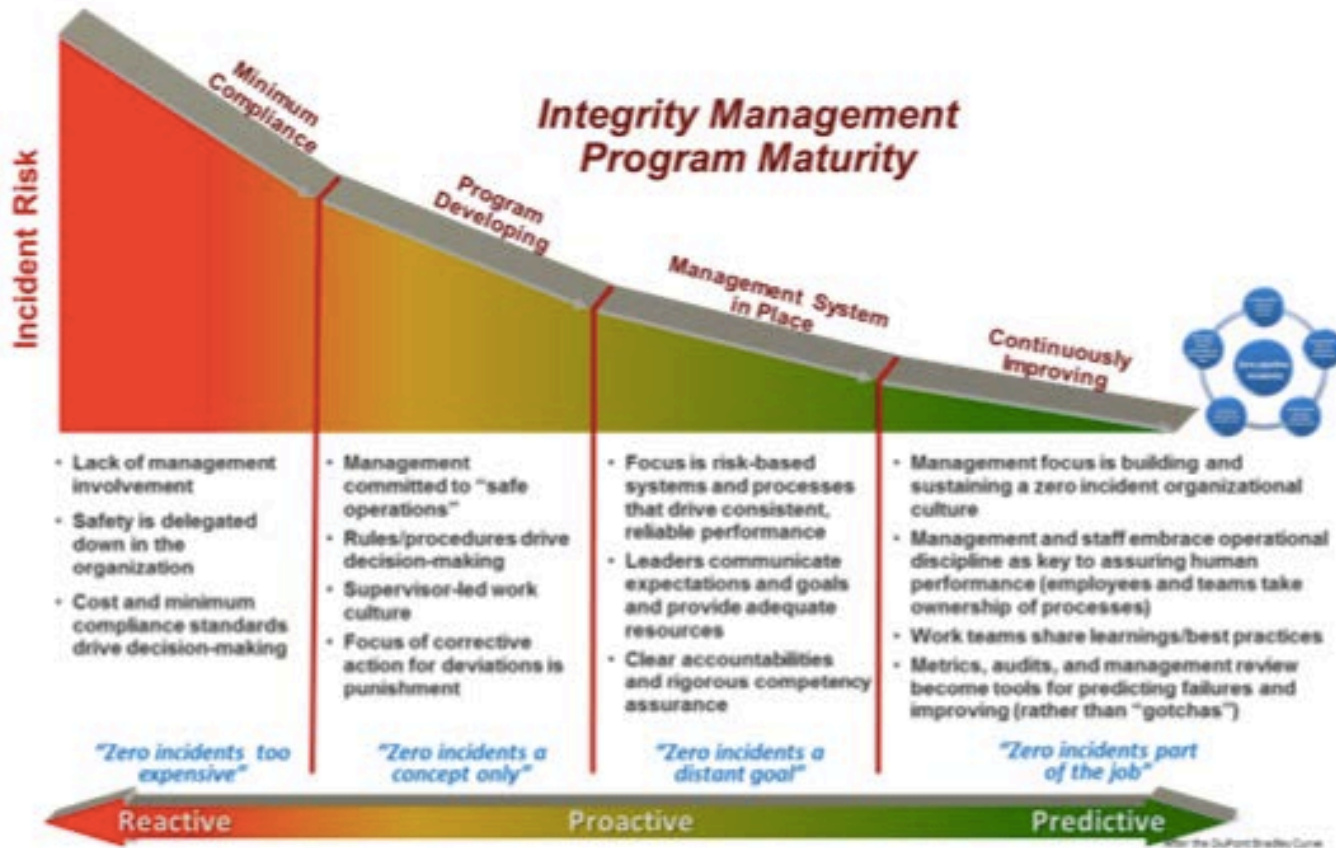 Integrity Management
Program Maturity
Incident Risk
Minimum
Compliance
Program
Developing
Management System
in Place
Continuously
Improving
• Lack of management
involvement
• Safety is delegated
down in the
organization
• Cost and minimum
compliance standards
drive decision-making
"Zero incidents too
expensive"
• Management
committed to “safe
operations”
• Rules/procedures drive
decision-making
• Supervisor-led work
culture
• Focus of corrective
action for deviations is
punishment
"Zero incidents a
concept only"
• Focus is risk-based
systems and processes
that drive consistent,
reliable performance
• Leaders communicate
expectations and goals
and provide adequate
resources
• Clear accountabilities
and rigorous competency
assurance
"Zero incidents a
distant goal"
• Management focus is building and
sustaining a zero incident organizational
culture
• Management and staff embrace operational
discipline as key to assuring human
performance (employees and teams take
ownership of processes)
• Work teams share learnings/best practices
• Metrics, audits, and management review
become tools for predicting failures and
improving (rather than “gotchas”)
"Zero incidents part
of the job"
Reactive
Proactive
Predictive
the DuPont Bradley Curve